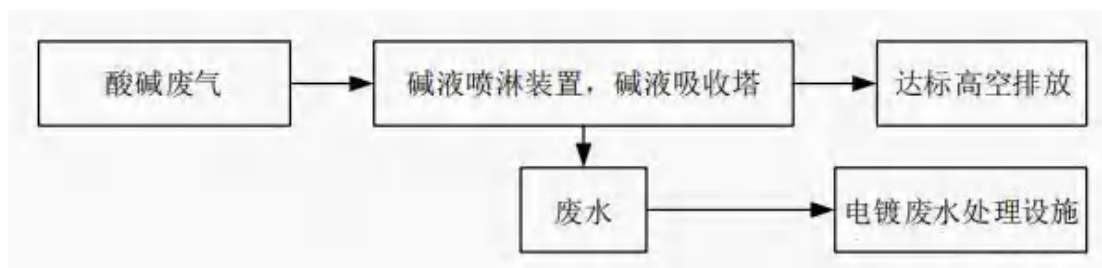 酸碱废气
碱液喷淋装置，碱液吸收塔
达标高空排放
废水
电镀废水处理设施